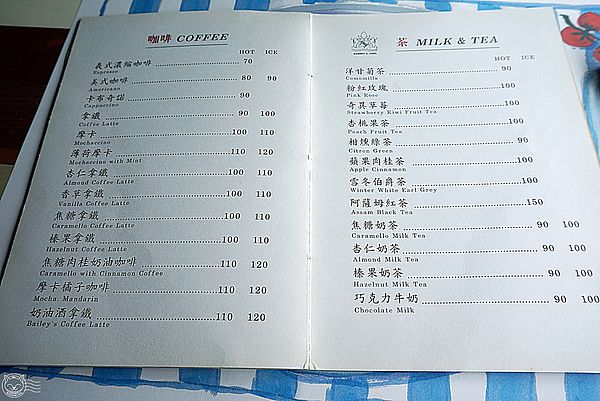 咖啡 COFFEE
HOT ICE
義式濃縮咖啡 70
Espresso
美式咖啡 80 90
Americano
卡布奇諾 90
Cappuccino
拿鐵 90 100
Coffee Latte
摩卡 100 110
Mochaccino
薄荷摩卡 110 120
Mochaccino with Mint
杏仁拿鐵 100 110
Almond Coffee Latte
香草拿鐵 100 110
Vanilla Coffee Latte
焦糖拿鐵 100 110
Caramello Coffee Latte
榛果拿鐵 100 110
Hazelnut Coffee Latte
焦糖肉桂奶油咖啡 110 120
Caramello with Cinnamon Coffee
摩卡橘子咖啡 110 120
Mocha. Mandarin
奶油酒拿鐵 110 120
Bailey's Coffee Latte
茶 MILK & TEA
HOT ICE
洋甘菊茶 90
Comomilla
粉紅玫瑰 100
Pink Rose
奇異草莓 100
Strawberry Kiwi Fruit Tea
杏桃果茶 100
Peach Fruit Tea
柑燻綠茶 90
Citron Green
蘋果肉桂茶 100
Apple Cinnamon
雪冬伯爵茶 100
Winter White Earl Grey
阿薩姆紅茶 150
Assam Black Tea
焦糖奶茶 90 100
Caramello Milk Tea
杏仁奶茶 90 100
Almond Milk Tea
榛果奶茶 90 100
Hazelnut Milk Tea
巧克力牛奶 90 100
Chocolate Milk